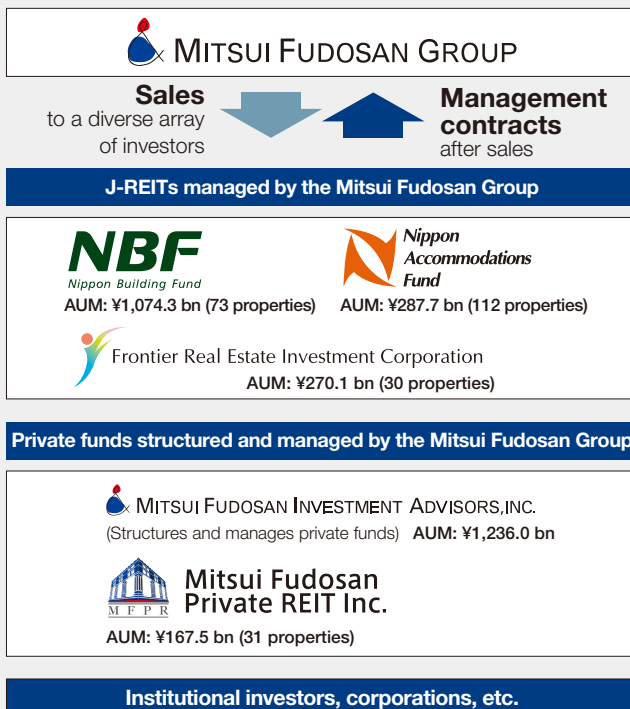 MITSUI FUDOSAN GROUP
Sales
to a diverse array
of investors
Management
contracts
after sales
J-REITs managed by the Mitsui Fudosan Group
NBF
Nippon Building Fund
AUM: ¥1,074.3 bn (73 properties)
Nippon
Accommodations
Fund
AUM: ¥287.7 bn (112 properties)
Frontier Real Estate Investment Corporation
AUM: ¥270.1 bn (30 properties)
Private funds structured and managed by the Mitsui Fudosan Group
MITSUI FUDOSAN INVESTMENT ADVISORS,INC.
(Structures and manages private funds) AUM: ¥1,236.0 bn
MFPR
Mitsui Fudosan
Private REIT Inc.
AUM: ¥167.5 bn (31 properties)
Institutional investors, corporations, etc.